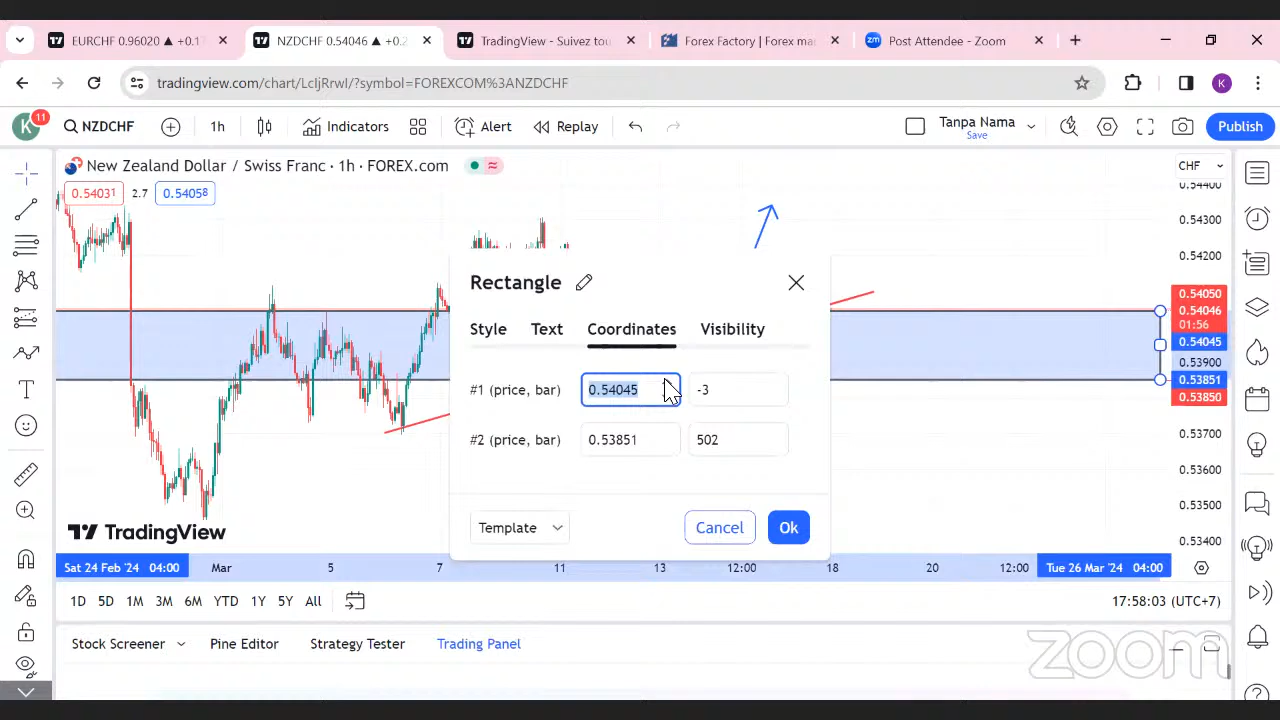 EURCHF 0.96020 ▲ +0.1
NZDCHF 0.54046 ▲ +0.2
TradingView - Suivez tou
Forex Factory | Forex ma
zm
Post Attendee - Zoom
tradingview.com/chart/LcIjRrwI/?symbol=FOREXCOM%3ANZDCHF
K
K
11
NZDCHF
1h
Indicators
Alert
Replay
Tanpa Nama
Save
Publish
New Zealand Dollar / Swiss Franc · 1h · FOREX.com
CHF
0.54031
2.7
0.54058
0.54400
0.54300
0.54200
0.54050
0.54046
01:56
0.54045
0.53900
0.53851
0.53850
0.53700
0.53600
0.53500
0.53400
Rectangle
Style
Text
Coordinates
Visibility
#1 (price, bar)
0.54045
-3
#2 (price, bar)
0.53851
502
Template
Cancel
Ok
TradingView
Sat 24 Feb '24 04:00
Mar
5
7
11
13
12:00
18
20
12:00
Tue 26 Mar '24 04:00
1D
5D
1M
3M
6M
YTD
1Y
5Y
All
17:58:03 (UTC+7)
Stock Screener
Pine Editor
Strategy Tester
Trading Panel
zoom